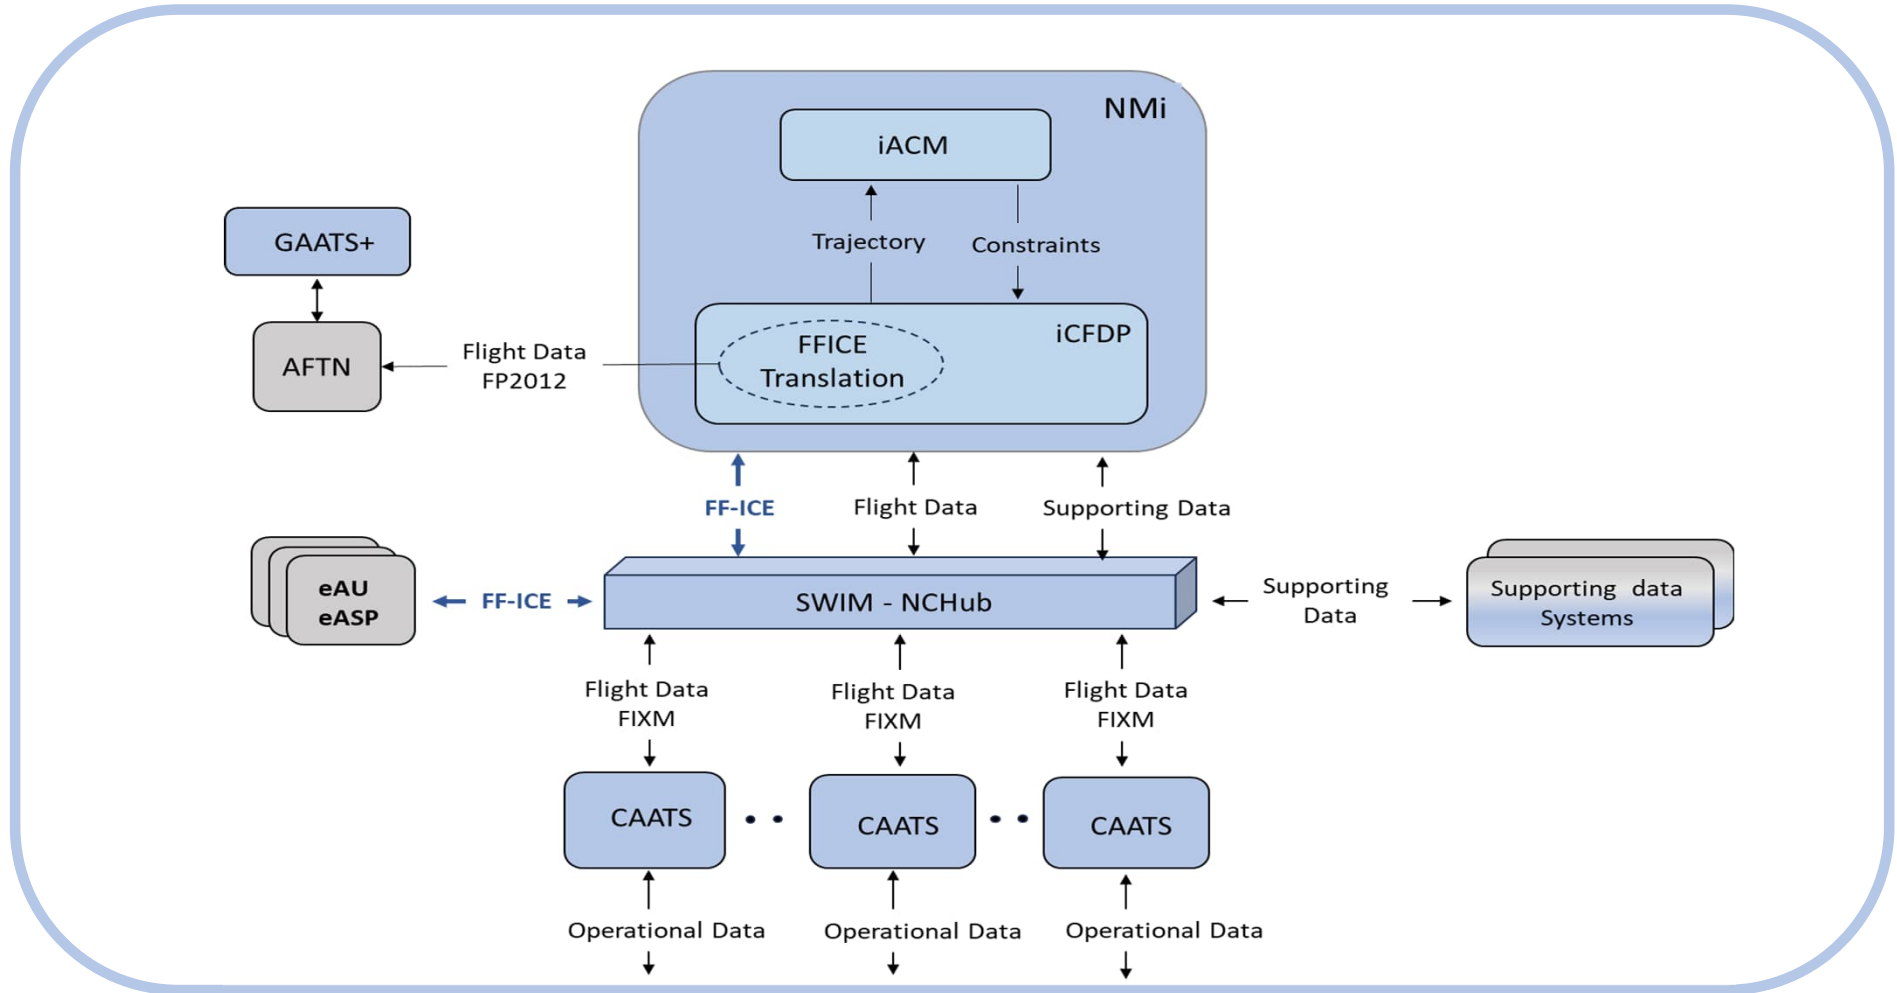 NMi
iACM
Trajectory
Constraints
GAATS+
AFTN
Flight Data
FP2012
iCFDP
FFICE
Translation
FF-ICE
Flight Data
Supporting Data
eAU
eASP
FF-ICE
SWIM - NCHub
Supporting
Data
Supporting data
Systems
Flight Data
FIXM
Flight Data
FIXM
Flight Data
FIXM
CAATS
CAATS
CAATS
Operational Data
Operational Data
Operational Data